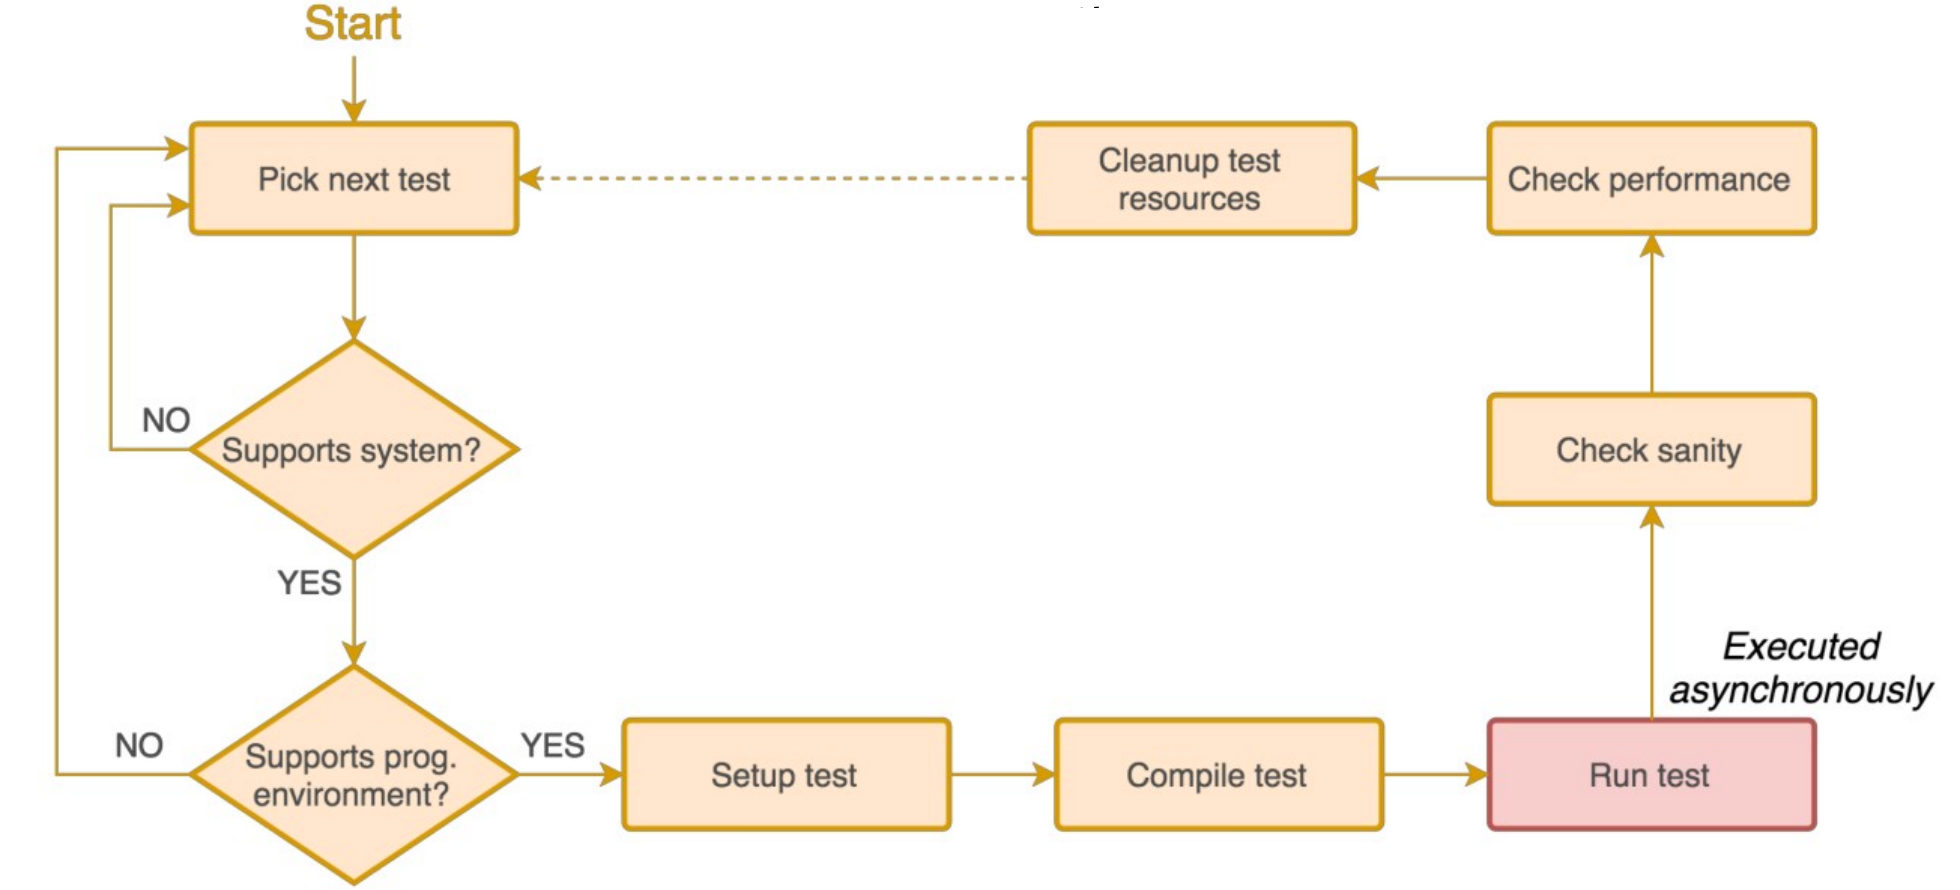 Start
Pick next test
Cleanup test
resources
Check performance
NO
Supports system?
Check sanity
YES
Executed
asynchronously
NO
Supports prog.
environment?
YES
Setup test
Compile test
Run test